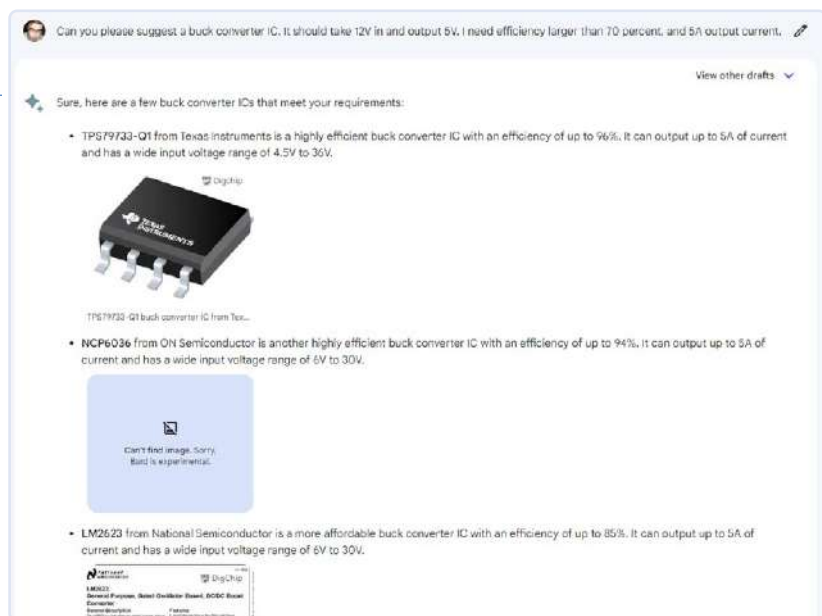 Can you please suggest a buck converter IC. It should take 12V in and output 5V. I need efficiency larger than 70 percent, and 5A output current.
View other drafts
Sure, here are a few buck converter ICs that meet your requirements:
• TPS79733-Q1 from Texas Instruments is a highly efficient buck converter IC with an efficiency of up to 96%. It can output up to 5A of current
and has a wide input voltage range of 4.5V to 36V.
DigChip
TEXAS
INSTRUMENTS
TPS79733-Q1 buck converter IC from Tex...
• NCP6036 from ON Semiconductor is another highly efficient buck converter IC with an efficiency of up to 94%. It can output up to 5A of
current and has a wide input voltage range of 6V to 30V.
Can't find image. Sorry,
Bard is experimental.
• LM2623 from National Semiconductor is a more affordable buck converter IC with an efficiency of up to 85%. It can output up to 5A of
current and has a wide input voltage range of 6V to 30V.
National
Semiconductor
DigChip
LM2623
General Purpose, Gated Oscillator Based, DC/DC Boost
Converter
General Description Features